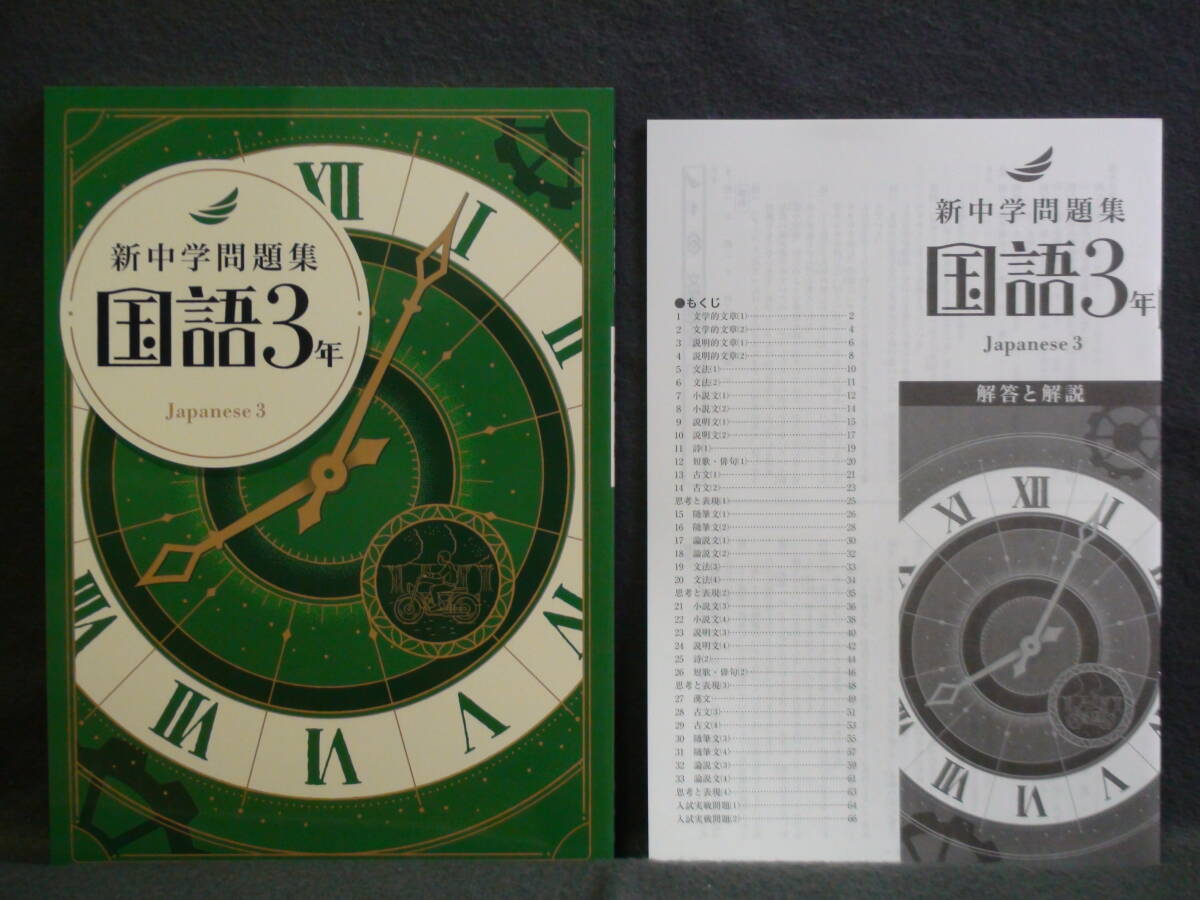 新中学問題集
国語3年
Japanese 3
XII
I
II
IV
V
VI
VII
VIII
新中学問題集
国語3年
Japanese 3
解答と解説
●もくじ
1 文学的文章(1)……2
2 文学的文章(2)……4
3 説明的文章(1)……6
4 説明的文章(2)……8
5 文法(1)……10
6 文法(2)……11
7 小説文(1)……12
8 小説文(2)……14
9 説明文(1)……15
10 説明文(2)……17
11 詩(1)……19
12 短歌・俳句(1)……20
13 古文(1)……21
14 古文(2)……23
思考と表現(1)……25
15 随筆文(1)……26
16 随筆文(2)……28
17 論説文(1)……30
18 論説文(2)……32
19 文法(3)……33
20 文法(4)……34
思考と表現(2)……35
21 小説文(3)……36
22 小説文(4)……38
23 説明文(3)……40
24 説明文(4)……42
25 詩(2)……44
26 短歌・俳句(2)……46
思考と表現(3)……48
27 漢文……49
28 古文(3)……51
29 古文(4)……53
30 随筆文(3)……55
31 随筆文(4)……57
32 論説文(3)……59
33 論説文(4)……61
思考と表現(4)……63
入試実戦問題(1)……64
入試実戦問題(2)……66
XI
XII
I
V
VI
VII